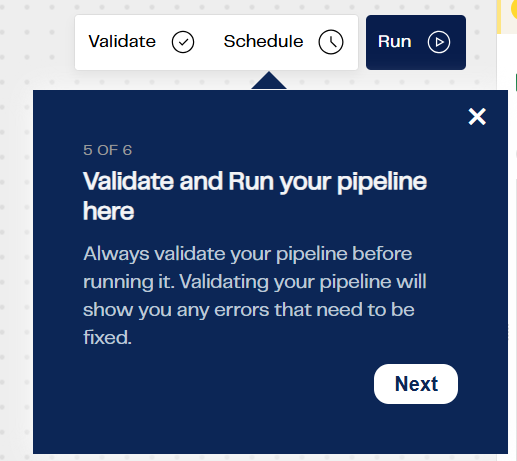 Validate Schedule Run
5 OF 6
Validate and Run your pipeline
here
Always validate your pipeline before
running it. Validating your pipeline will
show you any errors that need to be
fixed.
Next